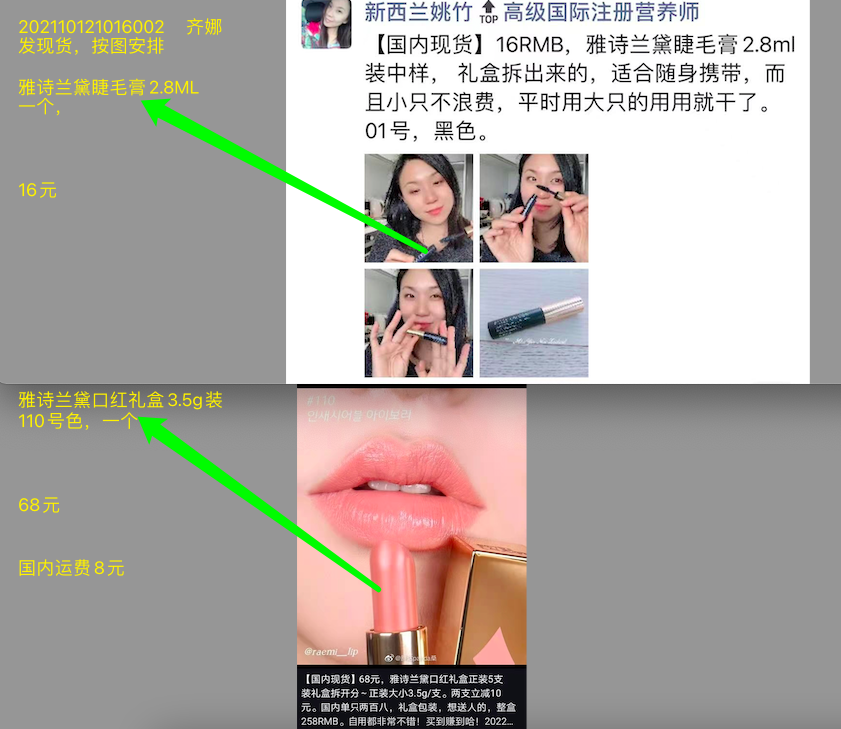 202110121016002 齐娜
发现货，按图安排
雅诗兰黛睫毛膏2.8ML
一个，
16元
新西兰姚竹 TOP 高级国际注册营养师
【国内现货】16RMB，雅诗兰黛睫毛膏2.8ml
装中样， 礼盒拆出来的，适合随身携带，而
且小只不浪费，平时用大只的用用就干了。
01号，黑色。
雅诗兰黛口红礼盒3.5g装
110号色，一个
68元
国内运费8元
#110
인새시어블 아이보리
@raemi__lip
【国内现货】68元，雅诗兰黛口红礼盒正装5支
装礼盒拆开分～正装大小3.5g/支。两支立减10
元。国内单只两百八，礼盒包装，想送人的，整盒
258RMB。自用都非常不错！买到赚到哈！2022...